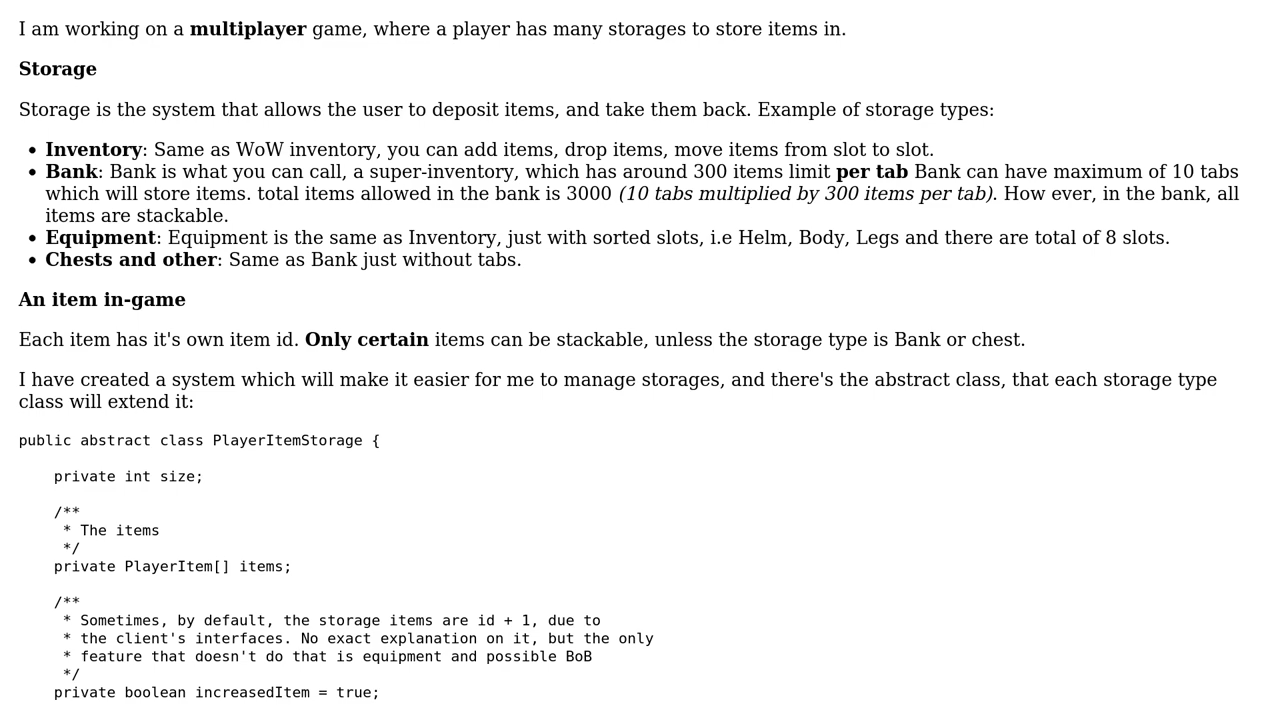 I am working on a multiplayer game, where a player has many storages to store items in.
Storage
Storage is the system that allows the user to deposit items, and take them back. Example of storage types:
• Inventory: Same as WoW inventory, you can add items, drop items, move items from slot to slot.
• Bank: Bank is what you can call, a super-inventory, which has around 300 items limit per tab Bank can have maximum of 10 tabs
which will store items. total items allowed in the bank is 3000 (10 tabs multiplied by 300 items per tab). How ever, in the bank, all
items are stackable.
• Equipment: Equipment is the same as Inventory, just with sorted slots, i.e Helm, Body, Legs and there are total of 8 slots.
• Chests and other: Same as Bank just without tabs.
An item in-game
Each item has it's own item id. Only certain items can be stackable, unless the storage type is Bank or chest.
I have created a system which will make it easier for me to manage storages, and there's the abstract class, that each storage type
class will extend it:
public abstract class PlayerItemStorage {
    private int size;
    /**
     * The items
     */
    private PlayerItem[] items;
    /**
     * Sometimes, by default, the storage items are id + 1, due to
     * the client's interfaces. No exact explanation on it, but the only
     * feature that doesn't do that is equipment and possible BoB
     */
    private boolean increasedItem = true;